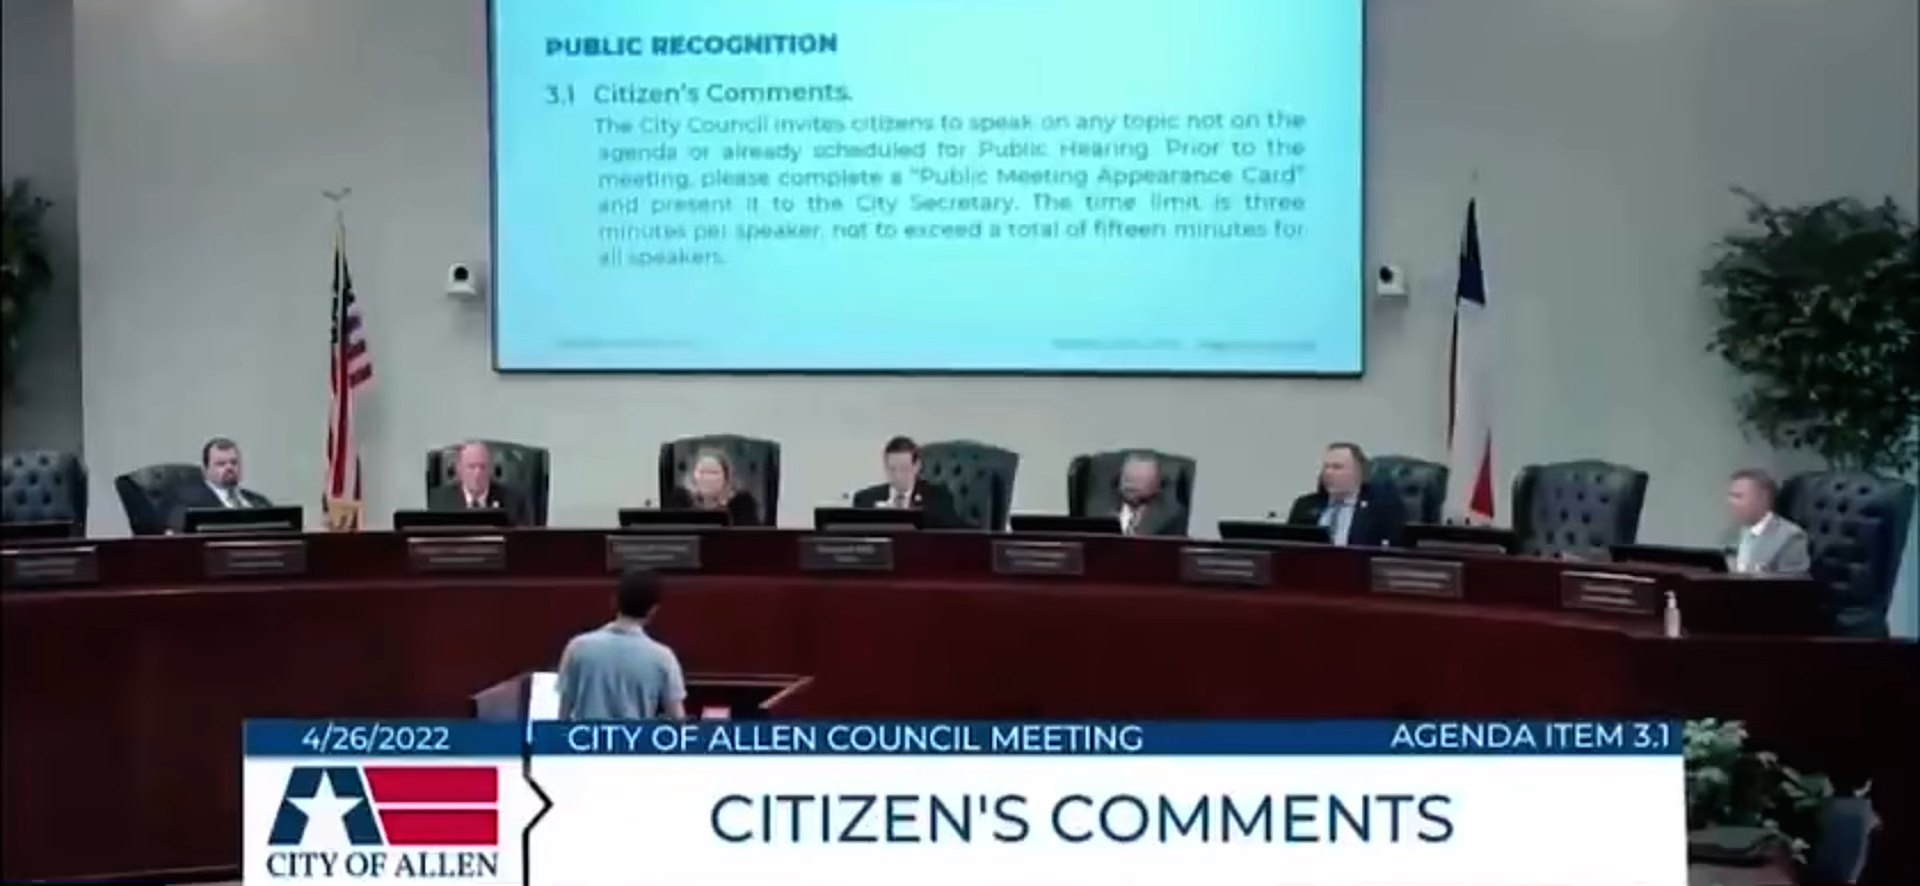 PUBLIC RECOGNITION
3.1 Citizen's Comments.
The City Council invites citizens to speak on any topic not on the
agenda or already scheduled for Public Hearing. Prior to the
meeting, please complete a "Public Meeting Appearance Card"
and present it to the City Secretary. The time limit is three
minutes per speaker, not to exceed a total of fifteen minutes for
all speakers.
4/26/2022
CITY OF ALLEN COUNCIL MEETING
AGENDA ITEM 3.1
CITIZEN'S COMMENTS
CITY OF ALLEN